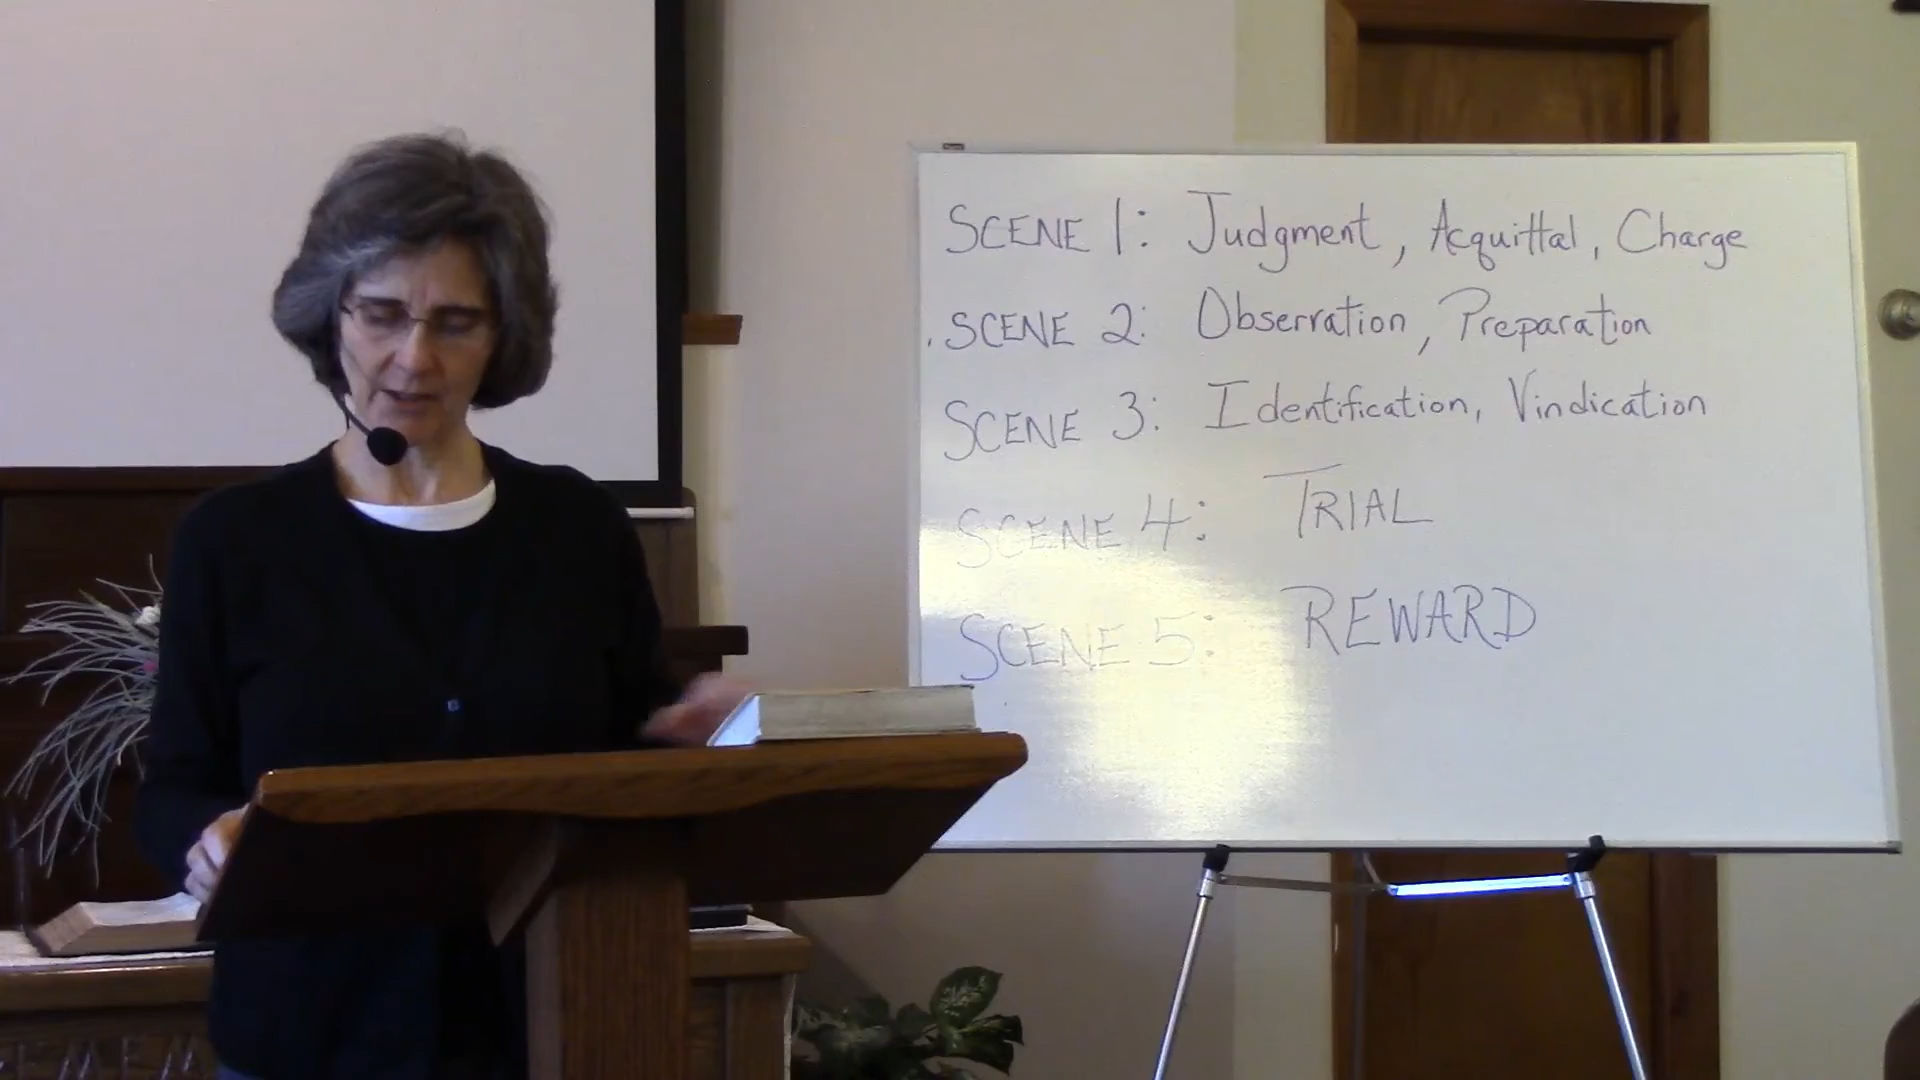 SCENE 1: Judgment, Acquittal, Charge
SCENE 2: Observation, Preparation
SCENE 3: Identification, Vindication
SCENE 4: TRIAL
SCENE 5: REWARD